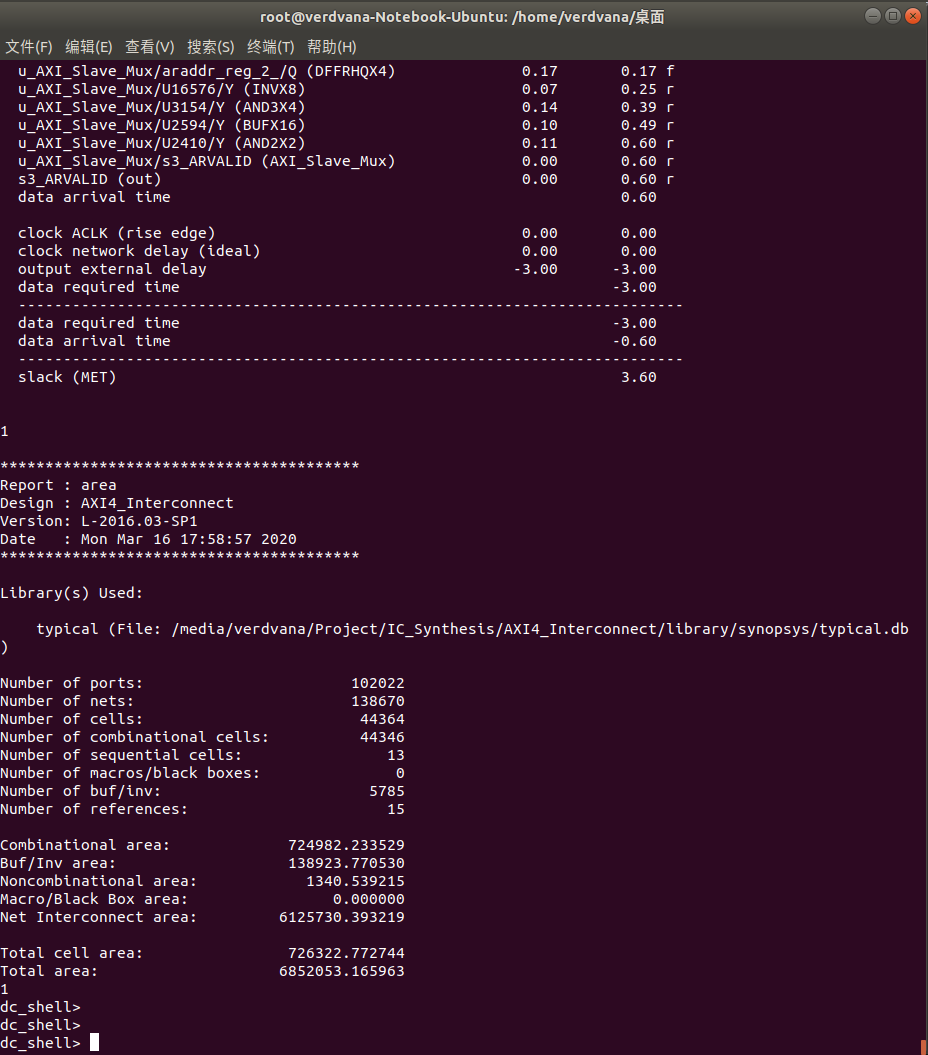 root@verdvana-Notebook-Ubuntu: /home/verdvana/桌面
文件(F) 编辑(E) 查看(V) 搜索(S) 终端(T) 帮助(H)
u_AXI_Slave_Mux/araddr_reg_2_/Q (DFFRHQX4) 0.17 0.17 f
u_AXI_Slave_Mux/U16576/Y (INVX8) 0.07 0.25 r
u_AXI_Slave_Mux/U3154/Y (AND3X4) 0.14 0.39 r
u_AXI_Slave_Mux/U2594/Y (BUFX16) 0.10 0.49 r
u_AXI_Slave_Mux/U2410/Y (AND2X2) 0.11 0.60 r
u_AXI_Slave_Mux/s3_ARVALID (AXI_Slave_Mux) 0.00 0.60 r
s3_ARVALID (out) 0.00 0.60 r
data arrival time 0.60
clock ACLK (rise edge) 0.00 0.00
clock network delay (ideal) 0.00 0.00
output external delay -3.00 -3.00
data required time -3.00
--------------------------------------------------------------------------
data required time -3.00
data arrival time -0.60
--------------------------------------------------------------------------
slack (MET) 3.60
1
****************************************
Report : area
Design : AXI4_Interconnect
Version: L-2016.03-SP1
Date : Mon Mar 16 17:58:57 2020
****************************************
Library(s) Used:
typical (File: /media/verdvana/Project/IC_Synthesis/AXI4_Interconnect/library/synopsys/typical.db
)
Number of ports: 102022
Number of nets: 138670
Number of cells: 44364
Number of combinational cells: 44346
Number of sequential cells: 13
Number of macros/black boxes: 0
Number of buf/inv: 5785
Number of references: 15
Combinational area: 724982.233529
Buf/Inv area: 138923.770530
Noncombinational area: 1340.539215
Macro/Black Box area: 0.000000
Net Interconnect area: 6125730.393219
Total cell area: 726322.772744
Total area: 6852053.165963
1
dc_shell>
dc_shell>
dc_shell>